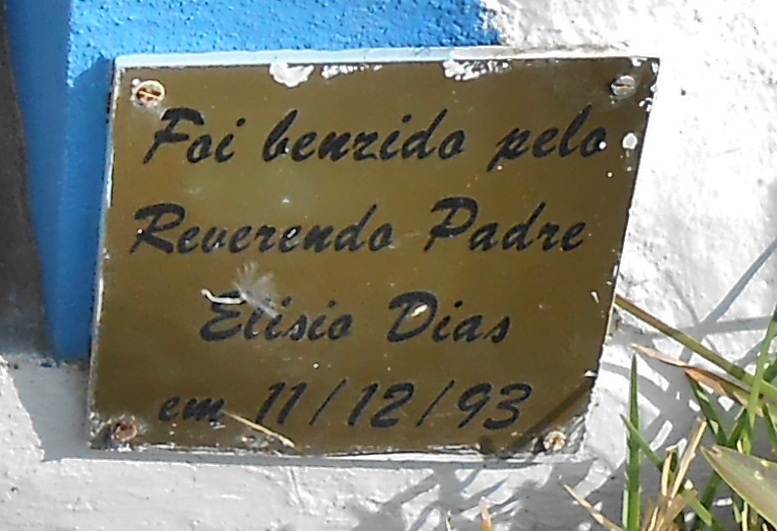 Foi benzido pelo
Reverendo Padre
Elisio Dias
em 11/12/93